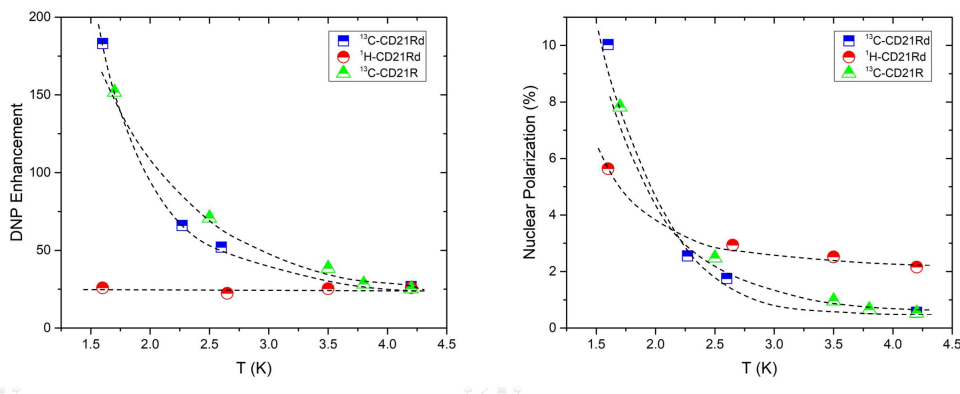 200
150
100
50
0
1.5 2.0 2.5 3.0 3.5 4.0 4.5
DNP Enhancement
T (K)
¹³C-CD21Rd
¹H-CD21Rd
¹³C-CD21R
10
8
6
4
2
0
1.5 2.0 2.5 3.0 3.5 4.0 4.5
Nuclear Polarization (%)
T (K)
¹³C-CD21Rd
¹H-CD21Rd
¹³C-CD21R